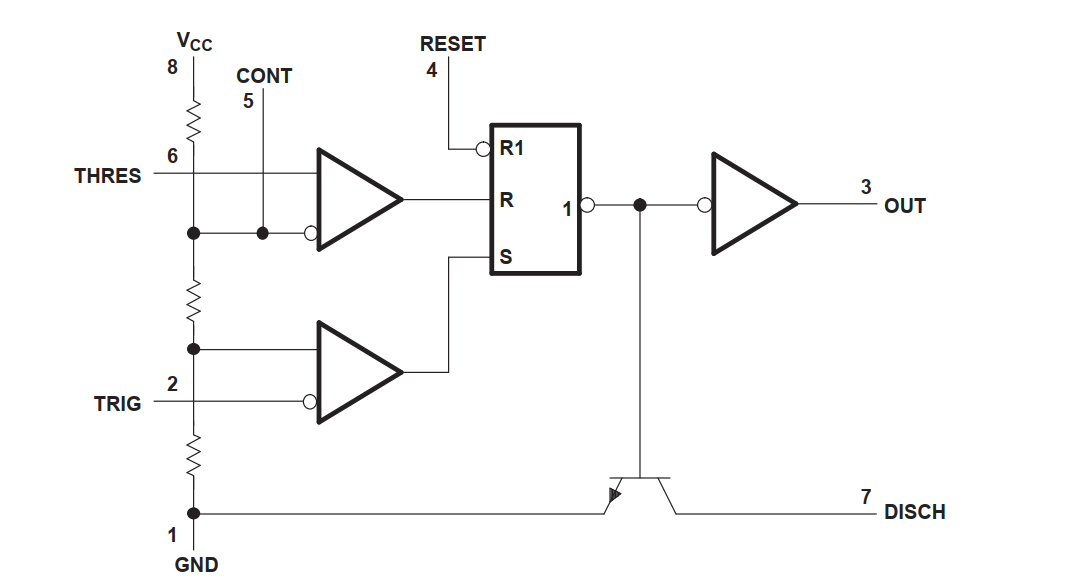 VCC
8
CONT
5
RESET
4
6
THRES
R1
R
1
S
3
OUT
2
TRIG
7
DISCH
1
GND